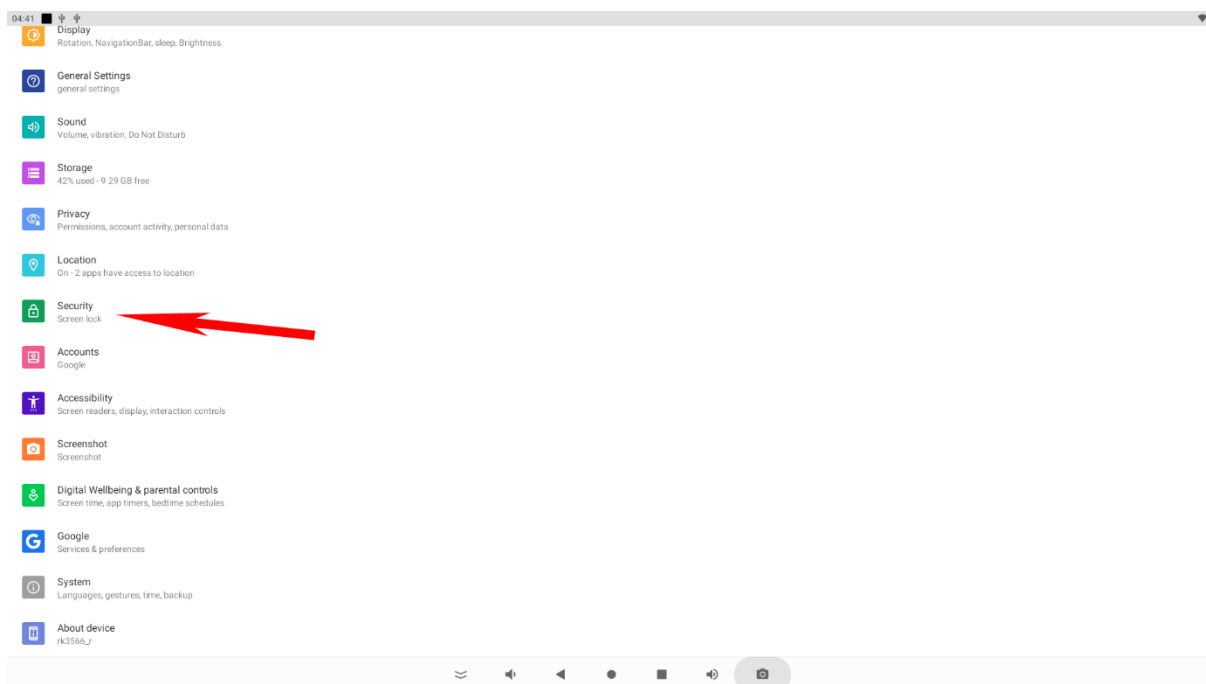 04:41
Display
Rotation, NavigationBar, sleep, Brightness
General Settings
general settings
Sound
Volume, vibration, Do Not Disturb
Storage
42% used - 9.29 GB free
Privacy
Permissions, account activity, personal data
Location
On - 2 apps have access to location
Security
Screen lock
Accounts
Google
Accessibility
Screen readers, display, interaction controls
Screenshot
Screenshot
Digital Wellbeing & parental controls
Screen time, app timers, bedtime schedules
Google
Services & preferences
System
Languages, gestures, time, backup
About device
rk3566_r